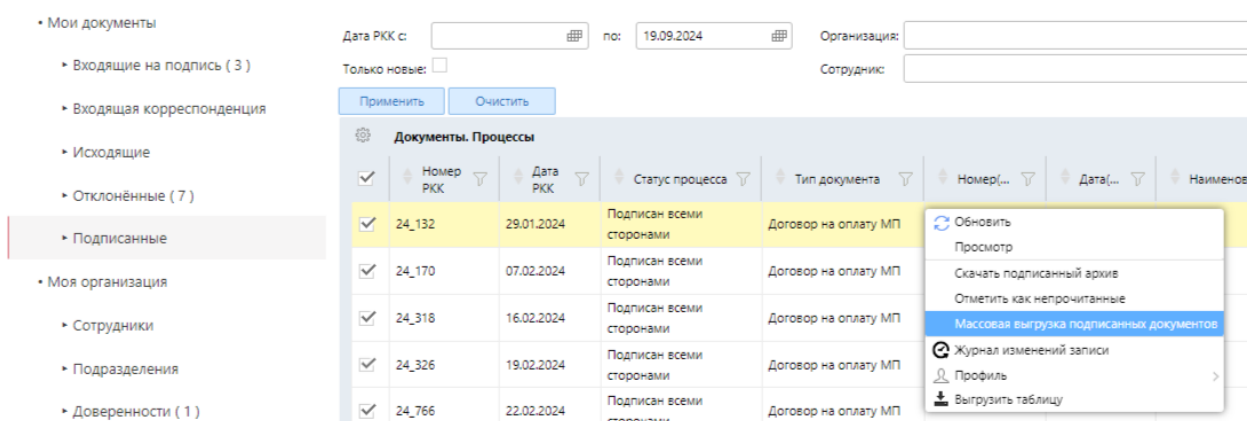 • Мои документы
▸ Входящие на подпись ( 3 )
▸ Входящая корреспонденция
▸ Исходящие
▸ Отклонённые ( 7 )
▸ Подписанные
• Моя организация
▸ Сотрудники
▸ Подразделения
▸ Доверенности ( 1 )
Дата РКК с: по: 19.09.2024 Организация:
Только новые: Сотрудник:
Применить Очистить
Документы. Процессы
Номер РКК Дата РКК Статус процесса Тип документа Номер(... Дата(... Наименов
24_132 29.01.2024 Подписан всеми сторонами Договор на оплату МП
24_170 07.02.2024 Подписан всеми сторонами Договор на оплату МП
24_318 16.02.2024 Подписан всеми сторонами Договор на оплату МП
24_326 19.02.2024 Подписан всеми сторонами Договор на оплату МП
24_766 22.02.2024 Подписан всеми сторонами Договор на оплату МП
Обновить
Просмотр
Скачать подписанный архив
Отметить как непрочитанные
Массовая выгрузка подписанных документов
Журнал изменений записи
Профиль
Выгрузить таблицу